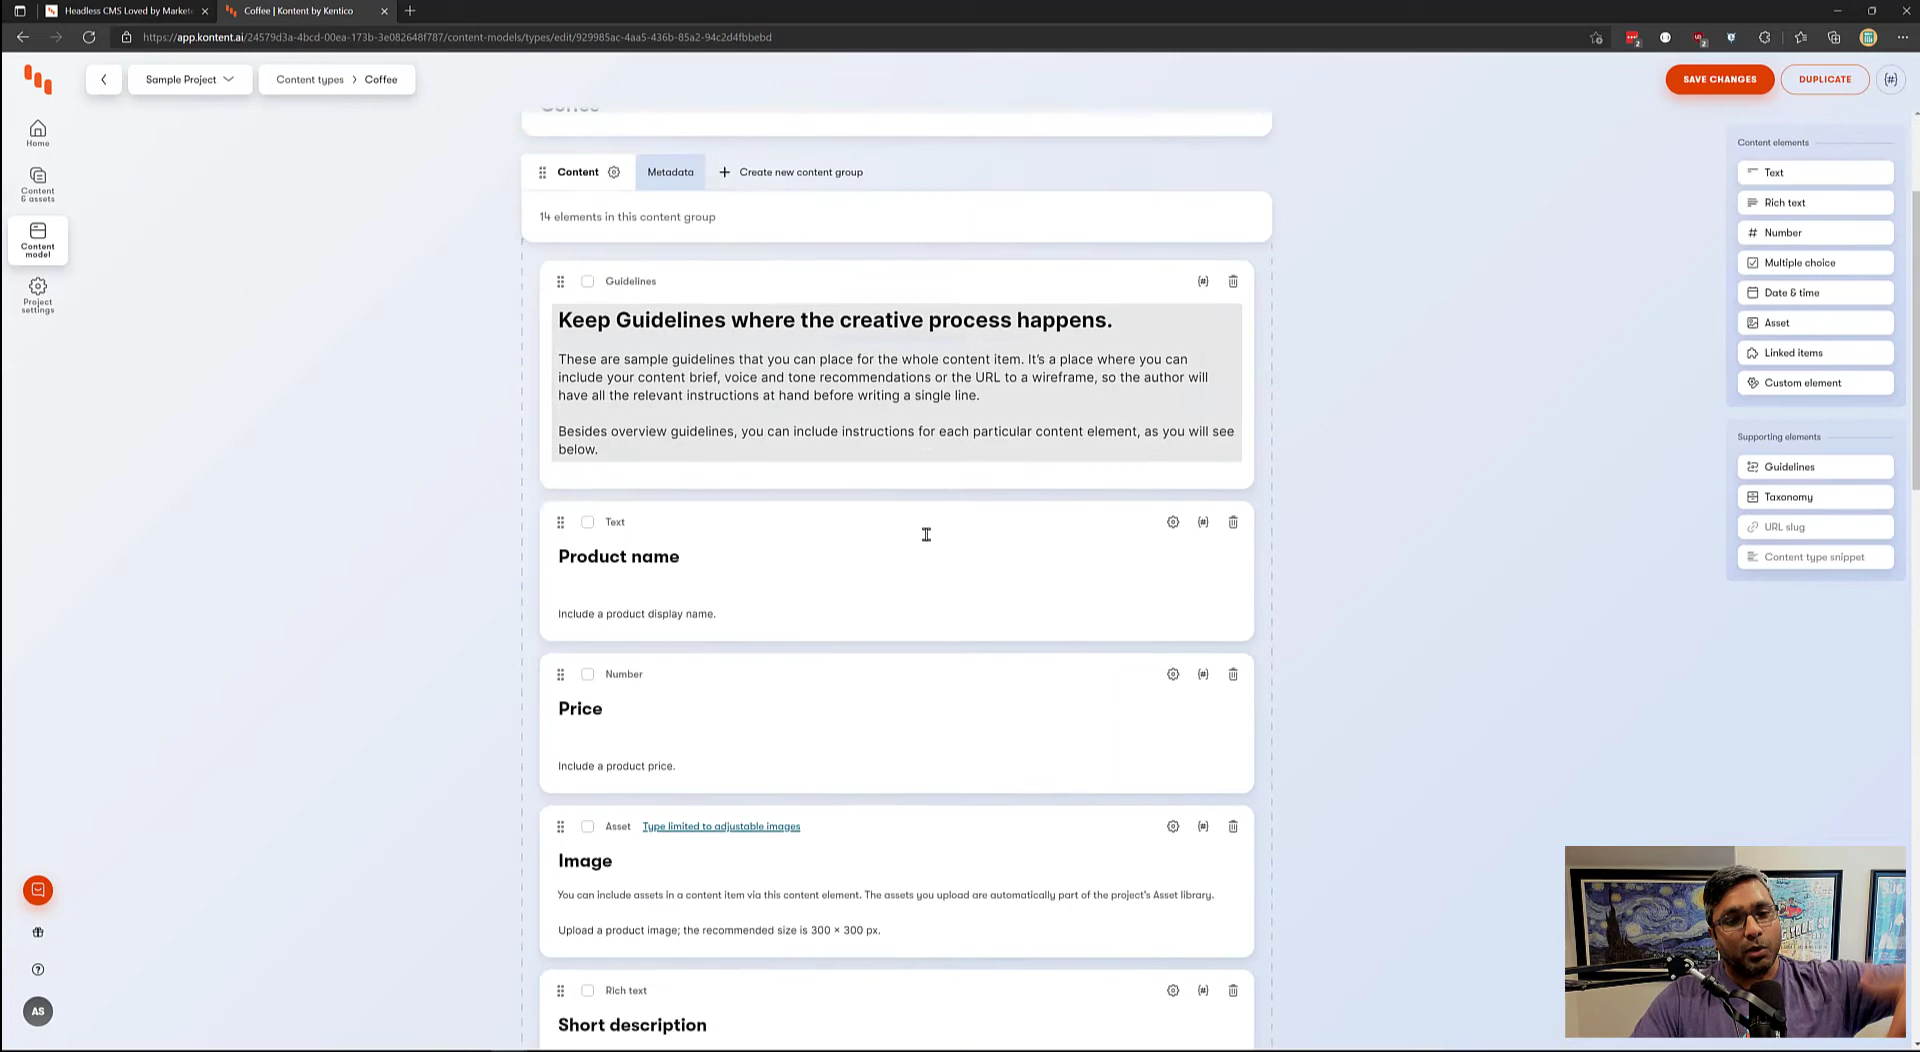 Headless CMS Loved by Market
Coffee | Kontent by Kentico
https://app.kontent.ai/24579d3a-4bcd-00ea-173b-3e082648f787/content-models/types/edit/929985ac-4aa5-436b-85a2-94c2d4fbbebd
Sample Project
Content types > Coffee
SAVE CHANGES
DUPLICATE
{#}
Home
Content
& assets
Content
model
Project
settings
AS
Coffee
Content
Metadata
+ Create new content group
14 elements in this content group
Guidelines
{#}
Keep Guidelines where the creative process happens.
These are sample guidelines that you can place for the whole content item. It's a place where you can
include your content brief, voice and tone recommendations or the URL to a wireframe, so the author will
have all the relevant instructions at hand before writing a single line.
Besides overview guidelines, you can include instructions for each particular content element, as you will see
below.
Text
{#}
Product name
Include a product display name.
Number
{#}
Price
Include a product price.
Asset Type limited to adjustable images
{#}
Image
You can include assets in a content item via this content element. The assets you upload are automatically part of the project's Asset library.
Upload a product image; the recommended size is 300 × 300 px.
Rich text
{#}
Short description
Content elements
Text
Rich text
# Number
Multiple choice
Date & time
Asset
Linked items
Custom element
Supporting elements
Guidelines
Taxonomy
URL slug
Content type snippet